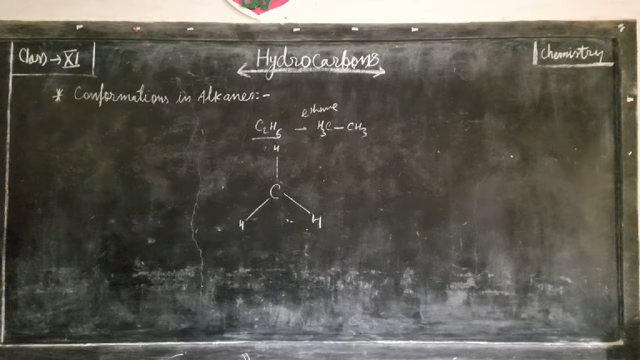 Class → XI
Hydrocarbons
Chemistry
* Conformations in Alkanes:-
ethane
C₂H₆ → H₃C – CH₃
H
C
H H